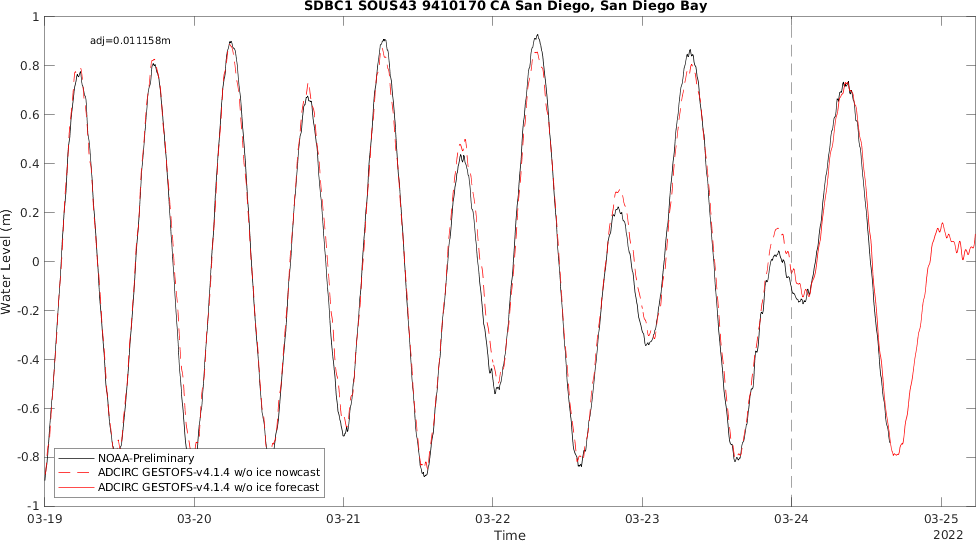 SDBC1 SOUS43 9410170 CA San Diego, San Diego Bay
adj=0.011158m
1
0.8
0.6
0.4
0.2
0
-0.2
-0.4
-0.6
-0.8
-1
Water Level (m)
NOAA-Preliminary
ADCIRC GESTOFS-v4.1.4 w/o ice nowcast
ADCIRC GESTOFS-v4.1.4 w/o ice forecast
03-19 03-20 03-21 03-22 03-23 03-24 03-25
2022
Time